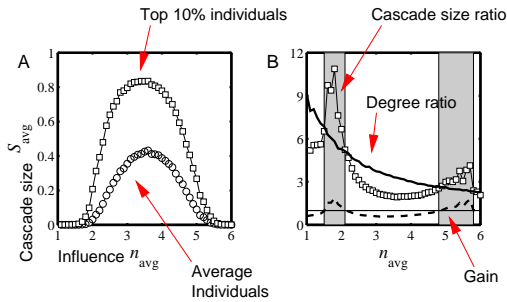 Top 10% individuals
Cascade size ratio
A
B
Cascade size S_avg
1
0.8
0.6
0.4
0.2
0
1 2 3 4 5 6
Influence n_avg
Average
Individuals
12
9
6
3
0
Degree ratio
1 2 3 4 5 6
n_avg
Gain